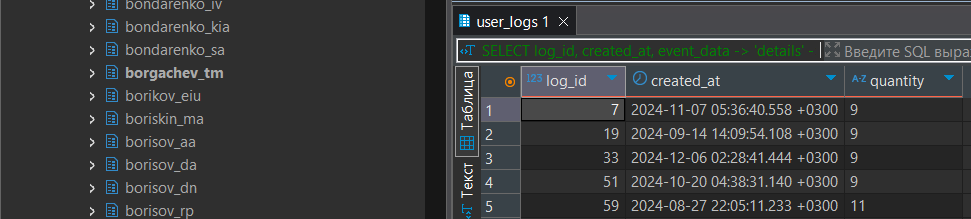 bondarenko_iv
bondarenko_kia
bondarenko_sa
borgachev_tm
borikov_eiu
boriskin_ma
borisov_aa
borisov_da
borisov_dn
borisov_rp
user_logs 1
SELECT log_id, created_at, event_data -> 'details' -
Введите SQL выра
Таблица
Текст
123 log_id created_at A-Z quantity
1 7 2024-11-07 05:36:40.558 +0300 9
2 19 2024-09-14 14:09:54.108 +0300 9
3 33 2024-12-06 02:28:41.444 +0300 9
4 51 2024-10-20 04:38:31.140 +0300 9
5 59 2024-08-27 22:05:11.233 +0300 11